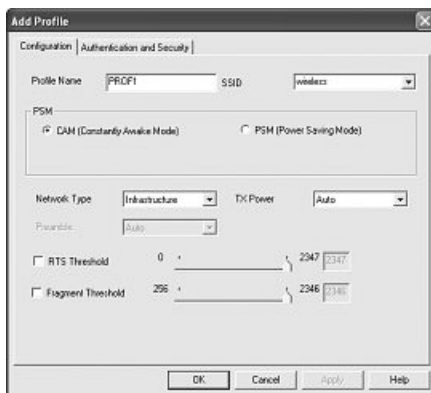 Add Profile
Configuration Authentication and Security
Profile Name PROF1 SSID wireless
PSM
CAM (Constantly Awake Mode) PSM (Power Saving Mode)
Network Type Infrastructure TX Power Auto
Preamble Auto
RTS Threshold 0 2347 2347
Fragment Threshold 256 2346 2346
OK Cancel Apply Help